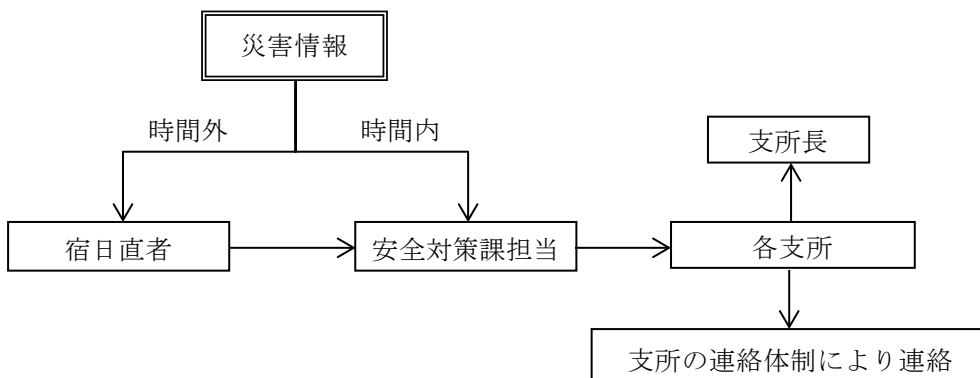 災害情報
時間外
時間内
支所長
宿日直者
安全対策課担当
各支所
支所の連絡体制により連絡